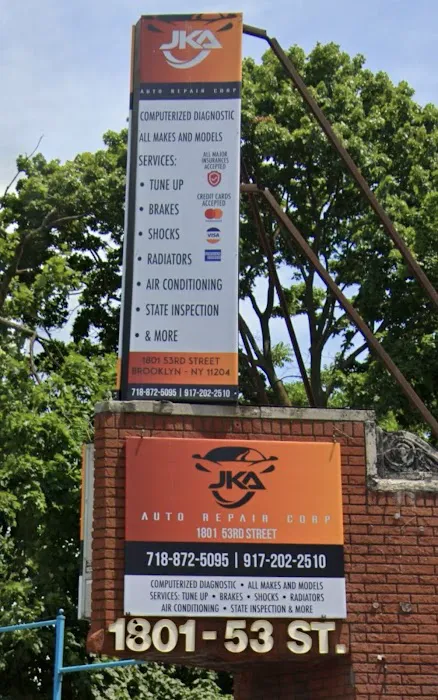 JKA
AUTO REPAIR CORP
COMPUTERIZED DIAGNOSTIC
ALL MAKES AND MODELS
SERVICES:
• TUNE UP
• BRAKES
• SHOCKS
• RADIATORS
• AIR CONDITIONING
• STATE INSPECTION
• & MORE
ALL MAJOR
INSURANCES
ACCEPTED
CREDIT CARDS
ACCEPTED
VISA
1801 53RD STREET
BROOKLYN - NY 11204
718-872-5095 | 917-202-2510
JKA
AUTO REPAIR CORP
1801 53RD STREET
718-872-5095 | 917-202-2510
COMPUTERIZED DIAGNOSTIC • ALL MAKES AND MODELS
SERVICES: TUNE UP • BRAKES • SHOCKS • RADIATORS
AIR CONDITIONING • STATE INSPECTION & MORE
1801-53 ST.